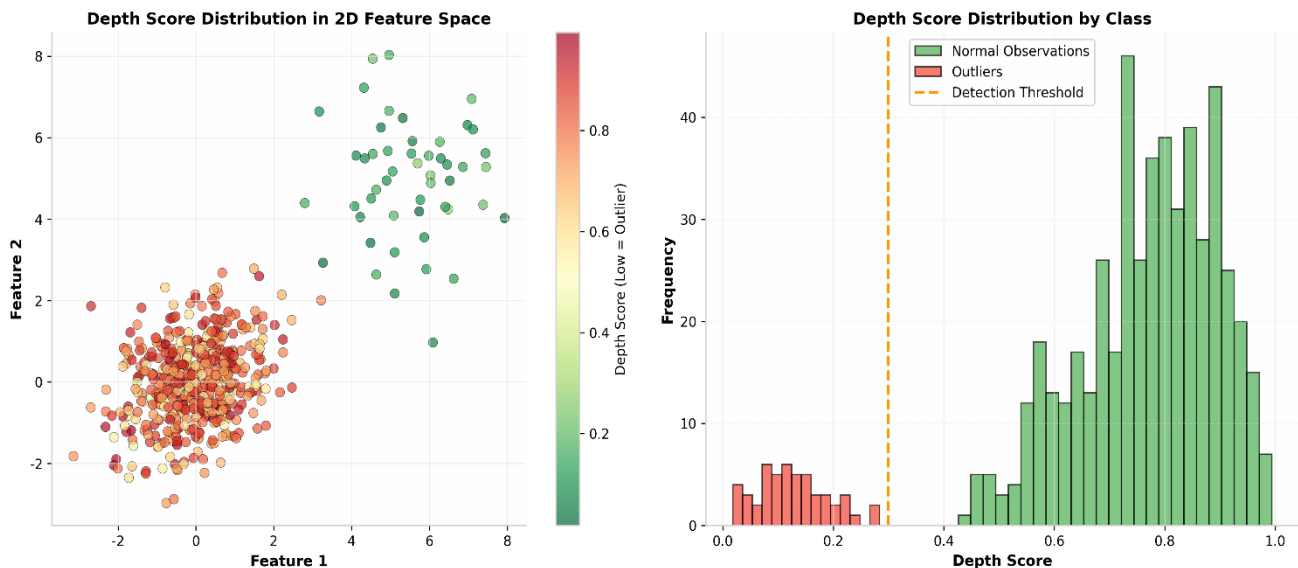 Depth Score Distribution in 2D Feature Space
8
6
4
2
0
-2
Feature 2
-2
0
2
4
6
8
Feature 1
0.8
0.6
0.4
0.2
Depth Score (Low = Outlier)
Depth Score Distribution by Class
Normal Observations
Outliers
Detection Threshold
40
30
20
10
0
Frequency
0.0
0.2
0.4
0.6
0.8
1.0
Depth Score